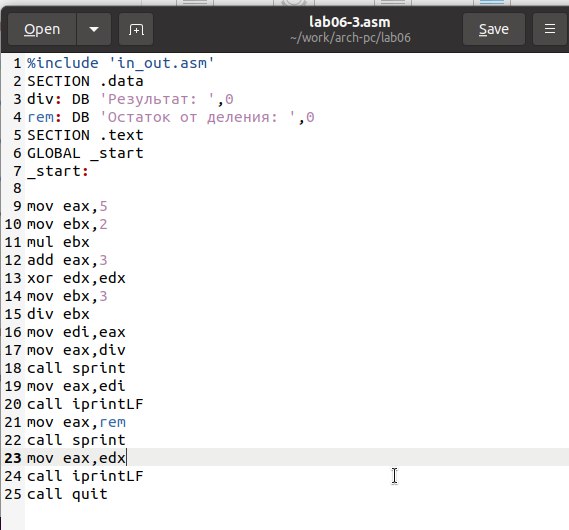 Open
lab06-3.asm
~/work/arch-pc/lab06
Save
1 %include 'in_out.asm'
2 SECTION .data
3 div: DB 'Результат: ',0
4 rem: DB 'Остаток от деления: ',0
5 SECTION .text
6 GLOBAL _start
7 _start:
8
9 mov eax,5
10 mov ebx,2
11 mul ebx
12 add eax,3
13 xor edx,edx
14 mov ebx,3
15 div ebx
16 mov edi,eax
17 mov eax,div
18 call sprint
19 mov eax,edi
20 call iprintLF
21 mov eax,rem
22 call sprint
23 mov eax,edx
24 call iprintLF
25 call quit